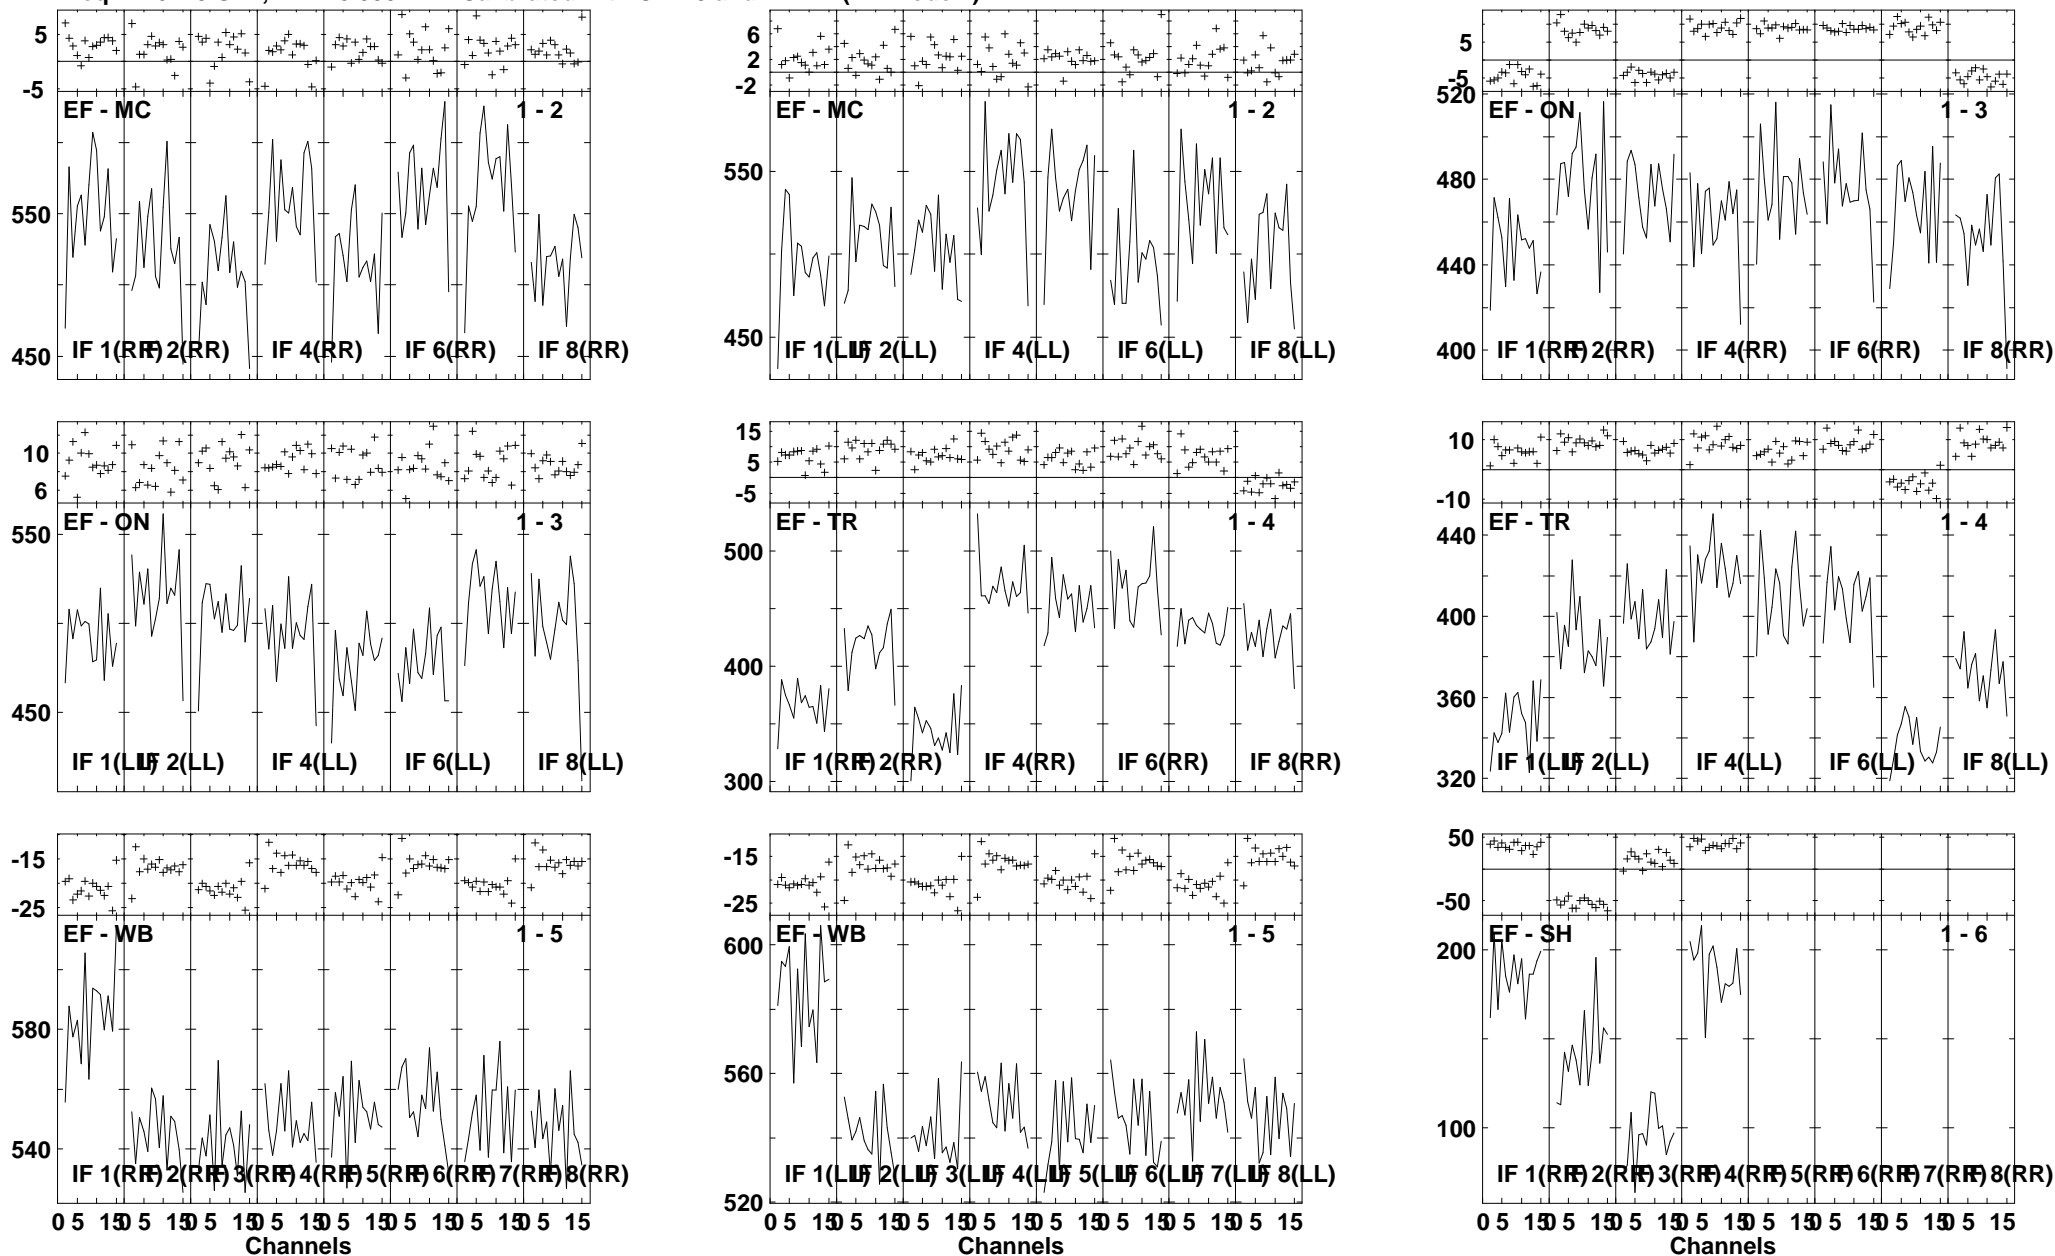 5
-5
EF - MC 1 - 2
550
450
IF 1(RR) IF 2(RR) IF 4(RR) IF 6(RR) IF 8(RR)
6
2
-2
EF - MC 1 - 2
550
450
IF 1(LL) IF 2(LL) IF 4(LL) IF 6(LL) IF 8(LL)
5
-5
520
EF - ON 1 - 3
480
440
400
IF 1(RR) IF 2(RR) IF 4(RR) IF 6(RR) IF 8(RR)
10
6
EF - ON 1 - 3
550
450
IF 1(LL) IF 2(LL) IF 4(LL) IF 6(LL) IF 8(LL)
15
5
-5
EF - TR 1 - 4
500
400
300
IF 1(RR) IF 2(RR) IF 4(RR) IF 6(RR) IF 8(RR)
10
-10
EF - TR 1 - 4
440
400
360
320
IF 1(LL) IF 2(LL) IF 4(LL) IF 6(LL) IF 8(LL)
-15
-25
EF - WB 1 - 5
580
540
IF 1(RR) IF 2(RR) IF 3(RR) IF 4(RR) IF 5(RR) IF 6(RR) IF 7(RR) IF 8(RR)
0 5 15 0 5 15 0 5 15 0 5 15 0 5 15 0 5 15 0 5 15 0 5 15
Channels
-15
-25
EF - WB 1 - 5
600
560
520
IF 1(LL) IF 2(LL) IF 3(LL) IF 4(LL) IF 5(LL) IF 6(LL) IF 7(LL) IF 8(LL)
0 5 15 0 5 15 0 5 15 0 5 15 0 5 15 0 5 15 0 5 15 0 5 15
Channels
50
-50
EF - SH 1 - 6
200
100
IF 1(RR) IF 2(RR) IF 3(RR) IF 4(RR) IF 5(RR) IF 6(RR) IF 7(RR) IF 8(RR)
0 5 15 0 5 15 0 5 15 0 5 15 0 5 15 0 5 15 0 5 15 0 5 15
Channels